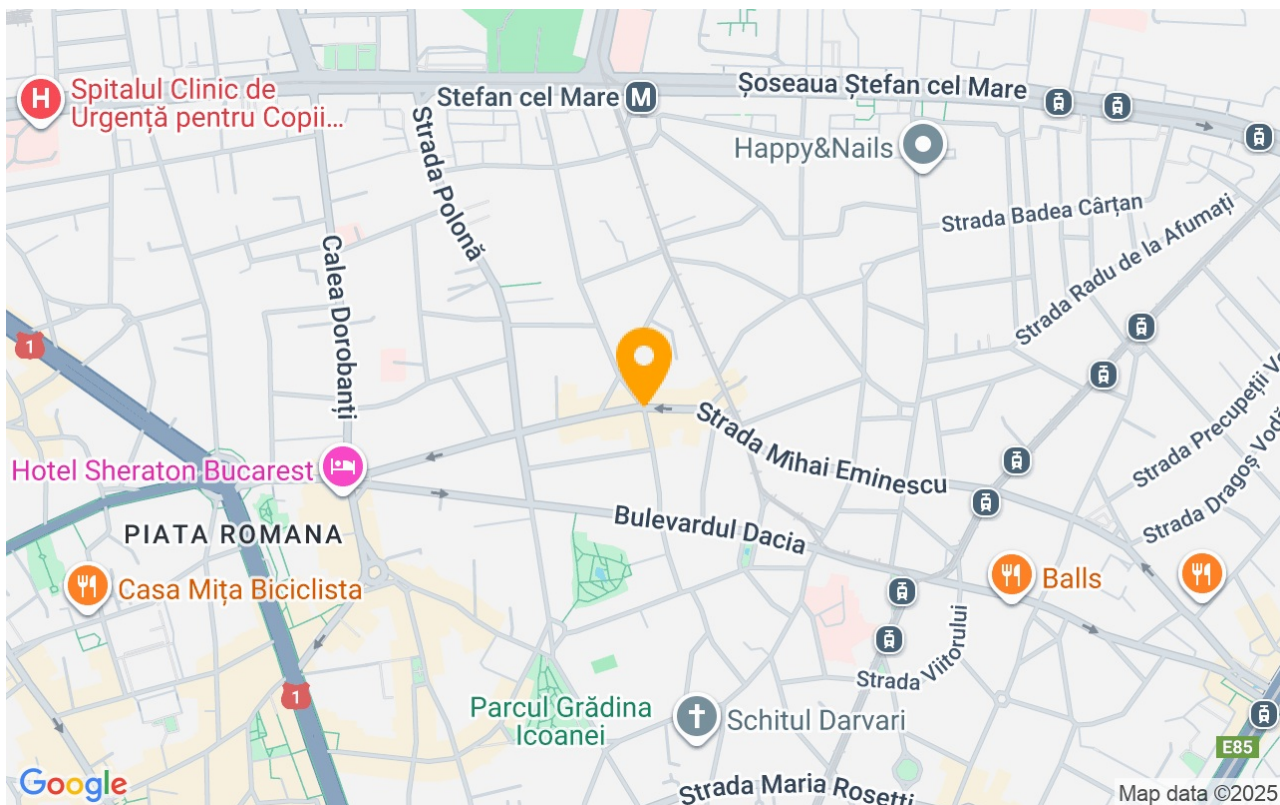 Spitalul Clinic de
Urgență pentru Copii...
Stefan cel Mare
M
Șoseaua Ștefan cel Mare
H
Strada Polonă
Happy&Nails
Strada Badea Cârțan
Strada Radu de la Afumați
Calea Dorobanți
1
Strada Precupeții Ve
Strada Mihai Eminescu
Hotel Sheraton Bucarest
Strada Dragoș Vodă
PIATA ROMANA
Bulevardul Dacia
Casa Mița Biciclista
Balls
Strada Viitorului
1
Parcul Grădina
Icoanei
Schitul Darvari
E85
Google
Strada Maria Rosetti
Map data ©2025